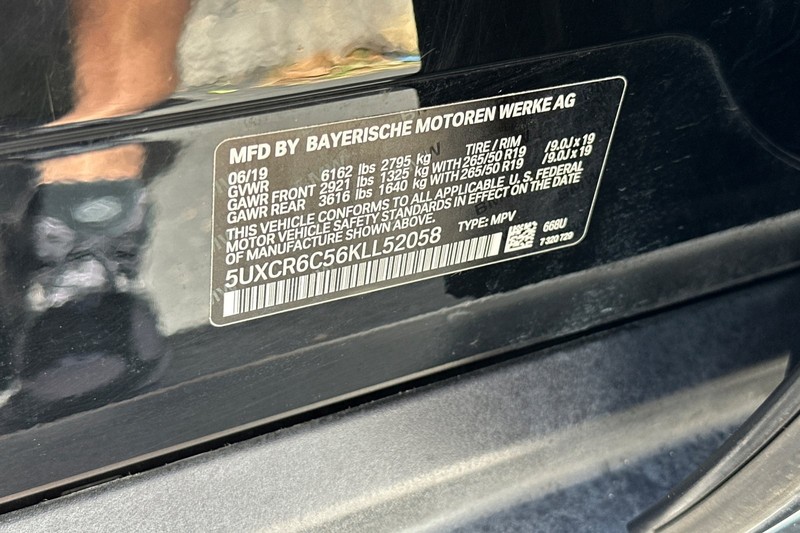 MFD BY BAYERISCHE MOTOREN WERKE AG
06/19 TIRE / RIM
GVWR 6162 lbs 2795 kg
GAWR FRONT 2921 lbs 1325 kg WITH 265/50 R19 /9.0J x 19
GAWR REAR 3616 lbs 1640 kg WITH 265/50 R19 /9.0J x 19
THIS VEHICLE CONFORMS TO ALL APPLICABLE U.S. FEDERAL
MOTOR VEHICLE SAFETY STANDARDS IN EFFECT ON THE DATE
OF MANUFACTURE SHOWN ABOVE.
5UXCR6C56KLL52058 TYPE: MPV
668U
7 320 729